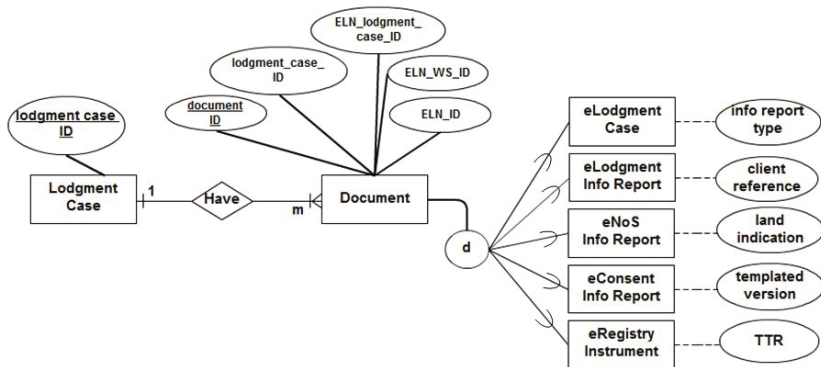 ELN_lodgment_
case_ID
lodgment_case_
ID
ELN_WS_ID
document
ID
ELN_ID
lodgment case
ID
Lodgment
Case
1
Have
m
Document
d
eLodgment
Case
info report
type
eLodgment
Info Report
client
reference
eNoS
Info Report
land
indication
eConsent
Info Report
templated
version
eRegistry
Instrument
TTR